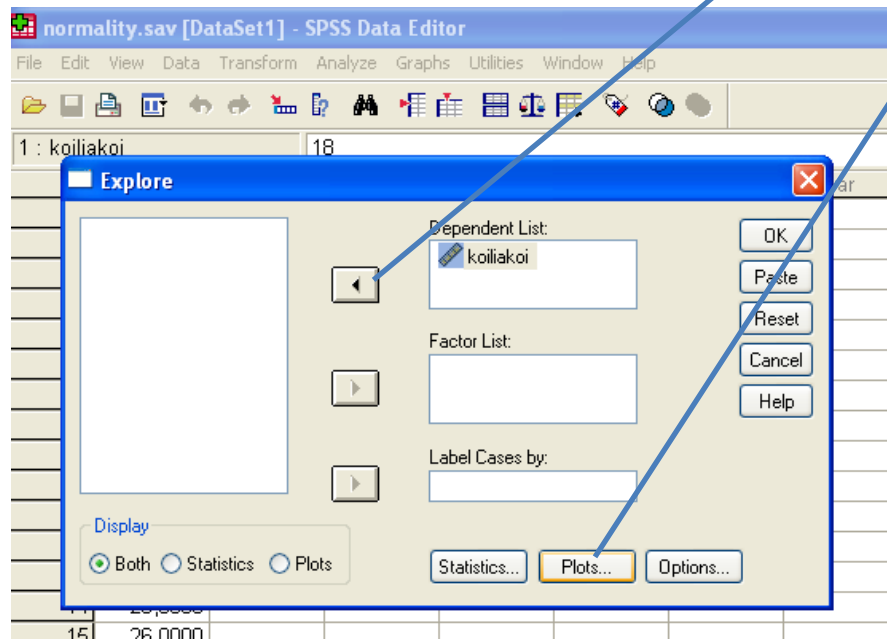 normality.sav [DataSet1] - SPSS Data Editor
File Edit View Data Transform Analyze Graphs Utilities Window Help
1 : koiliakoi 18
Explore
ar
Dependent List:
koiliakoi
OK
Paste
Reset
Cancel
Help
Factor List:
Label Cases by:
Display
Both Statistics Plots
Statistics... Plots... Options...
15 26,0000